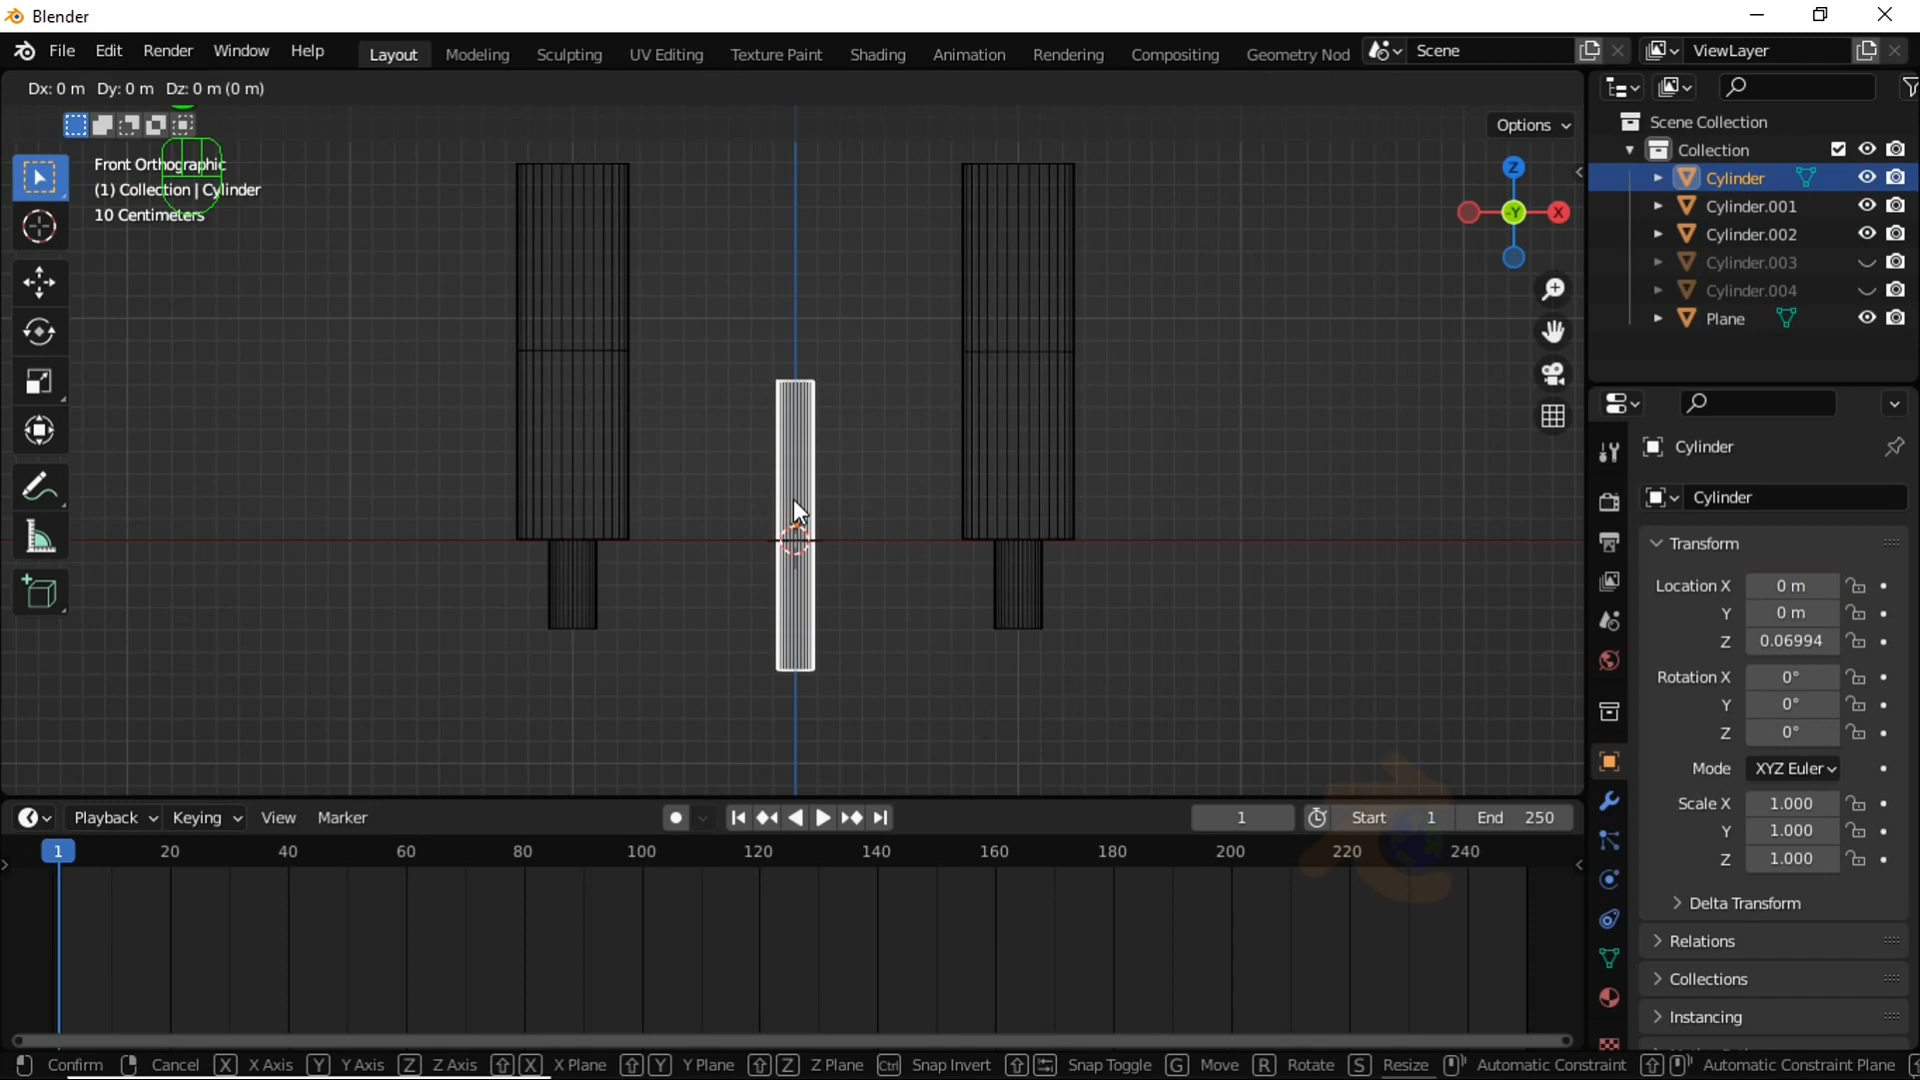 Blender
File Edit Render Window Help Layout Modeling Sculpting UV Editing Texture Paint Shading Animation Rendering Compositing Geometry Nod Scene ViewLayer
Dx: 0 m Dy: 0 m Dz: 0 m (0 m)
Options
Front Orthographic
(1) Collection | Cylinder
10 Centimeters
Z
-Y
X
Scene Collection
Collection
Cylinder
Cylinder.001
Cylinder.002
Cylinder.003
Cylinder.004
Plane
Cylinder
Cylinder
Transform
Location X 0 m
Y 0 m
Z 0.06994
Rotation X 0°
Y 0°
Z 0°
Mode XYZ Euler
Scale X 1.000
Y 1.000
Z 1.000
Delta Transform
Relations
Collections
Instancing
Playback Keying View Marker 1 Start 1 End 250
1 20 40 60 80 100 120 140 160 180 200 220 240
Confirm Cancel X X Axis Y Y Axis Z Z Axis X X Plane Y Y Plane Z Z Plane Ctrl Snap Invert Snap Toggle G Move R Rotate S Resize Automatic Constraint Automatic Constraint Plane